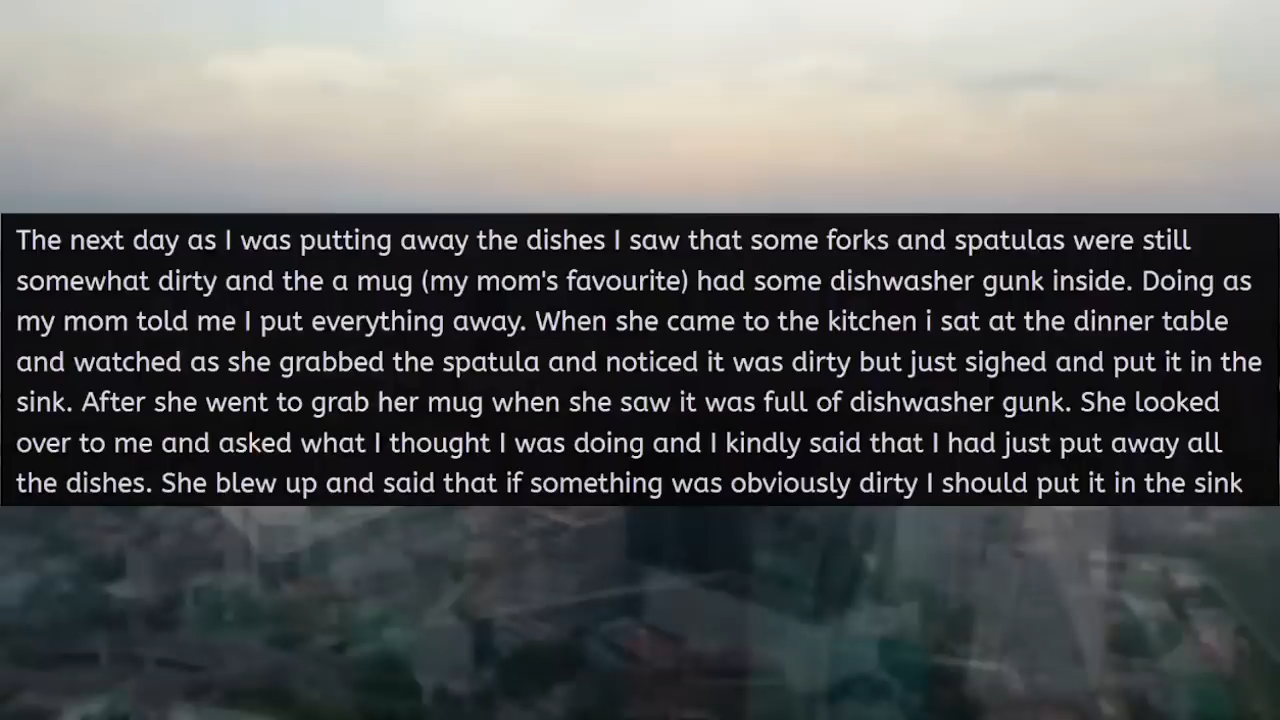 The next day as I was putting away the dishes I saw that some forks and spatulas were still
somewhat dirty and the a mug (my mom's favourite) had some dishwasher gunk inside. Doing as
my mom told me I put everything away. When she came to the kitchen i sat at the dinner table
and watched as she grabbed the spatula and noticed it was dirty but just sighed and put it in the
sink. After she went to grab her mug when she saw it was full of dishwasher gunk. She looked
over to me and asked what I thought I was doing and I kindly said that I had just put away all
the dishes. She blew up and said that if something was obviously dirty I should put it in the sink